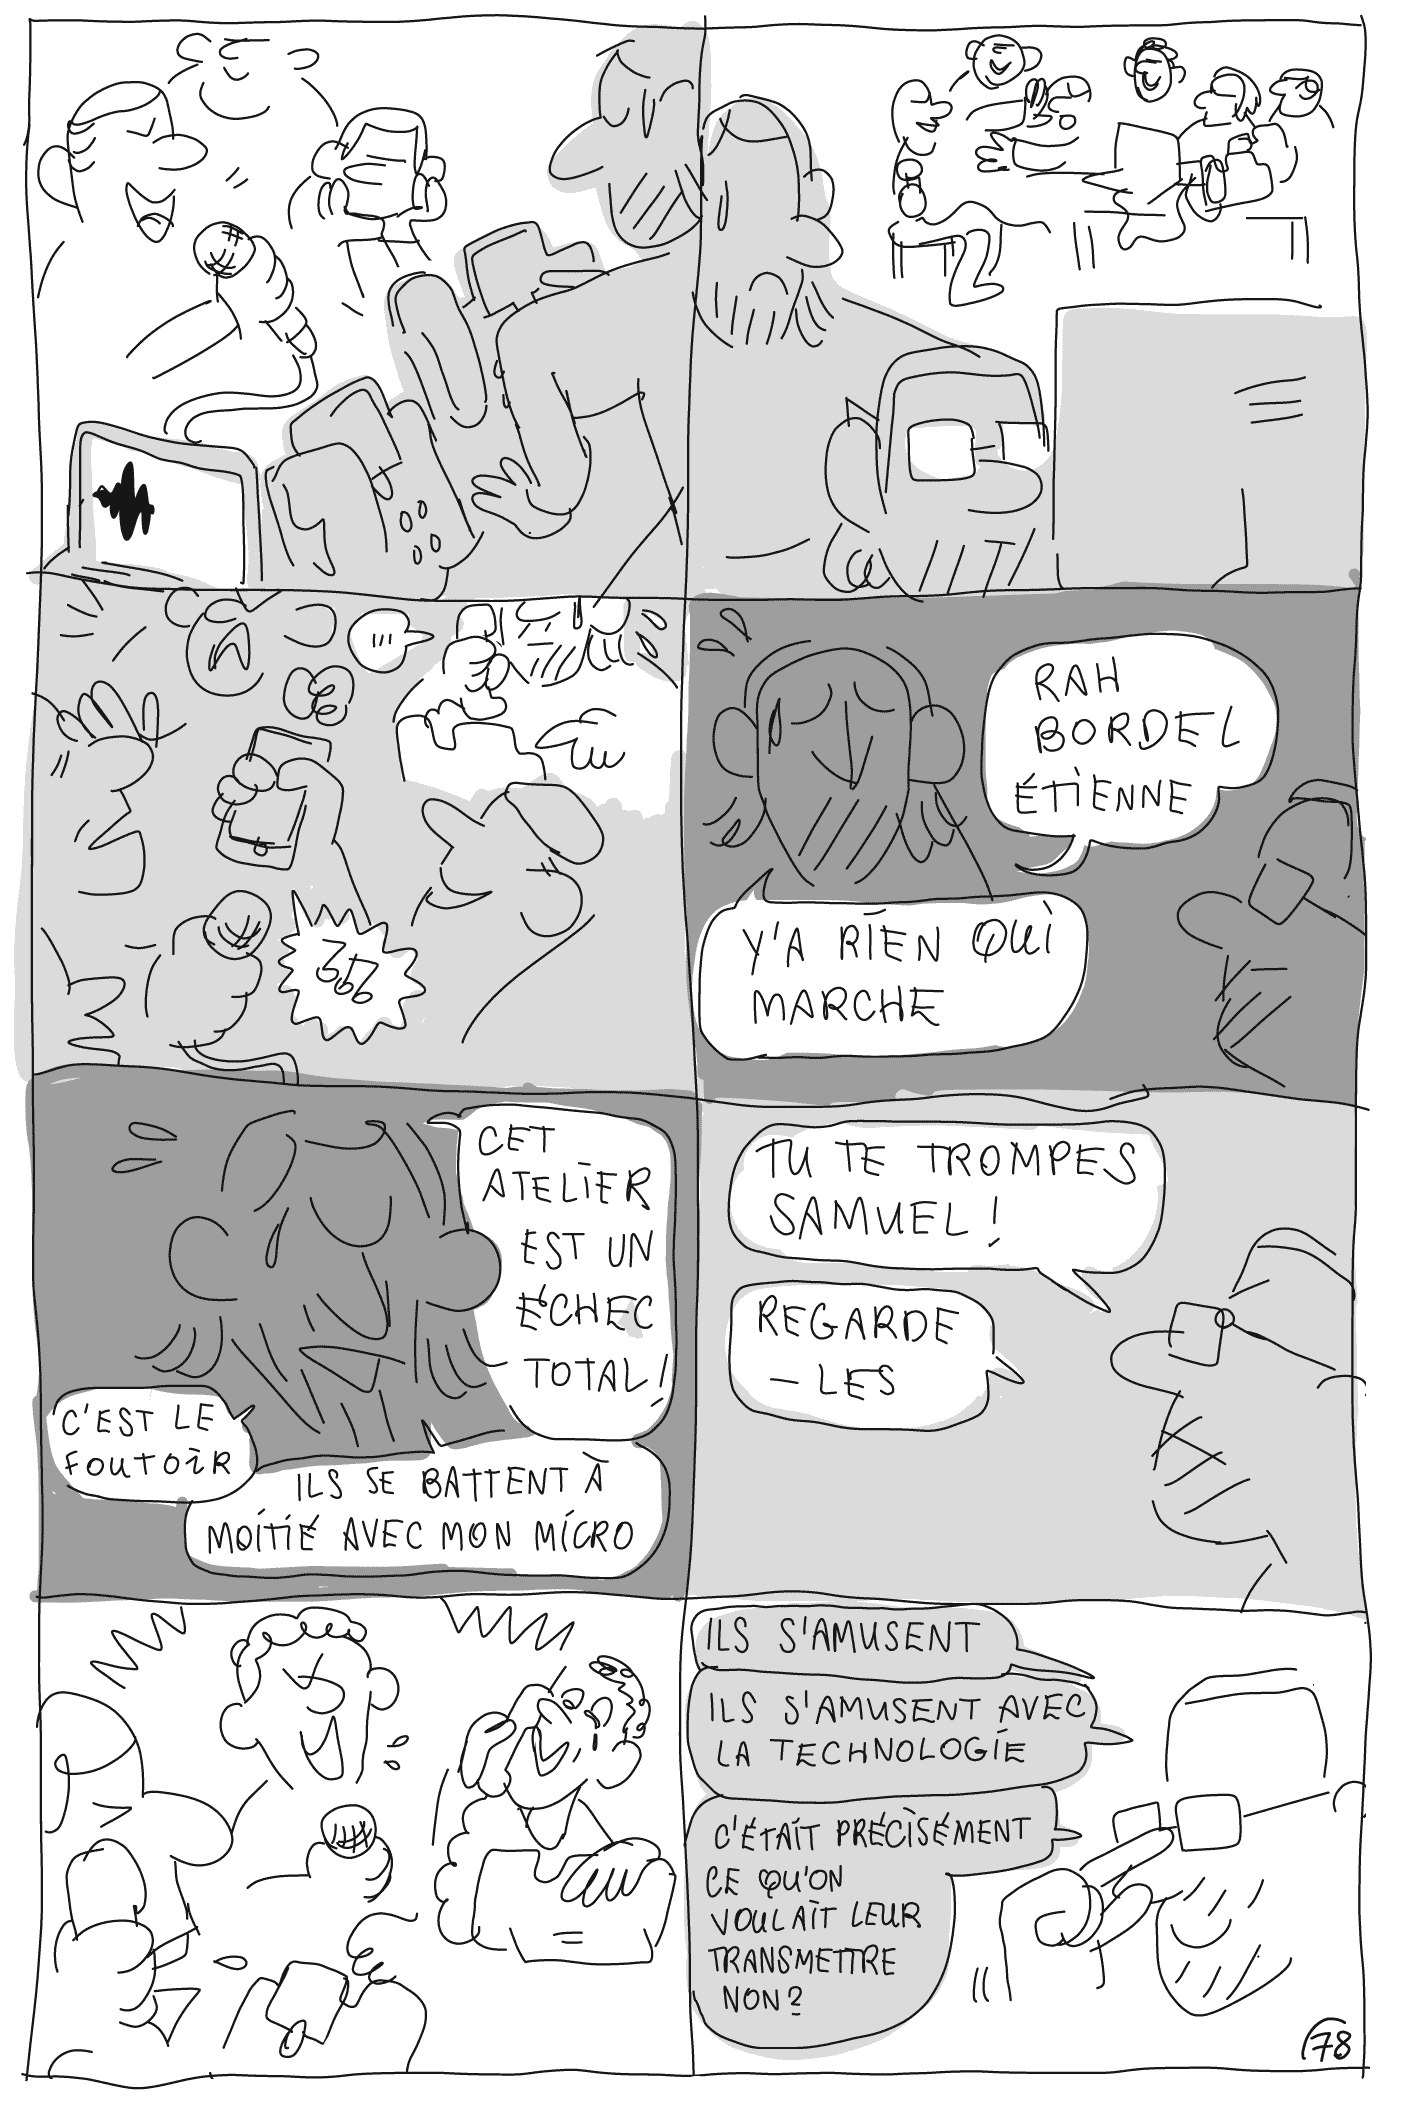 RAH
BORDEL
ÉTIENNE
Y'A RIEN QUI
MARCHE
CET
ATELIER
EST UN
ÉCHEC
TOTAL!
C'EST LE
FOUTOIR
ILS SE BATTENT À
MOITIÉ AVEC MON MICRO
TU TE TROMPES
SAMUEL!
REGARDE
– LES
ILS S'AMUSENT
ILS S'AMUSENT AVEC
LA TECHNOLOGIE
C'ÉTAIT PRÉCISÉMENT
CE QU'ON
VOULAIT LEUR
TRANSMETTRE
NON?
78